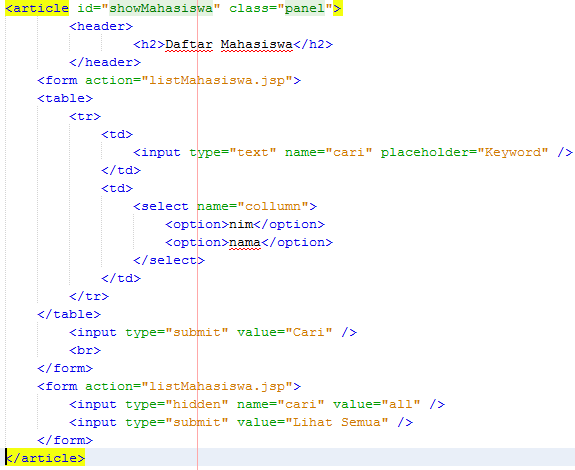 <article id="showMahasiswa" class="panel">
<header>
<h2>Daftar Mahasiswa</h2>
</header>
<form action="listMahasiswa.jsp">
<table>
<tr>
<td>
<input type="text" name="cari" placeholder="Keyword" />
</td>
<td>
<select name="collumn">
<option>nim</option>
<option>nama</option>
</select>
</td>
</tr>
</table>
<input type="submit" value="Cari" />
<br>
</form>
<form action="listMahasiswa.jsp">
<input type="hidden" name="cari" value="all" />
<input type="submit" value="Lihat Semua" />
</form>
</article>